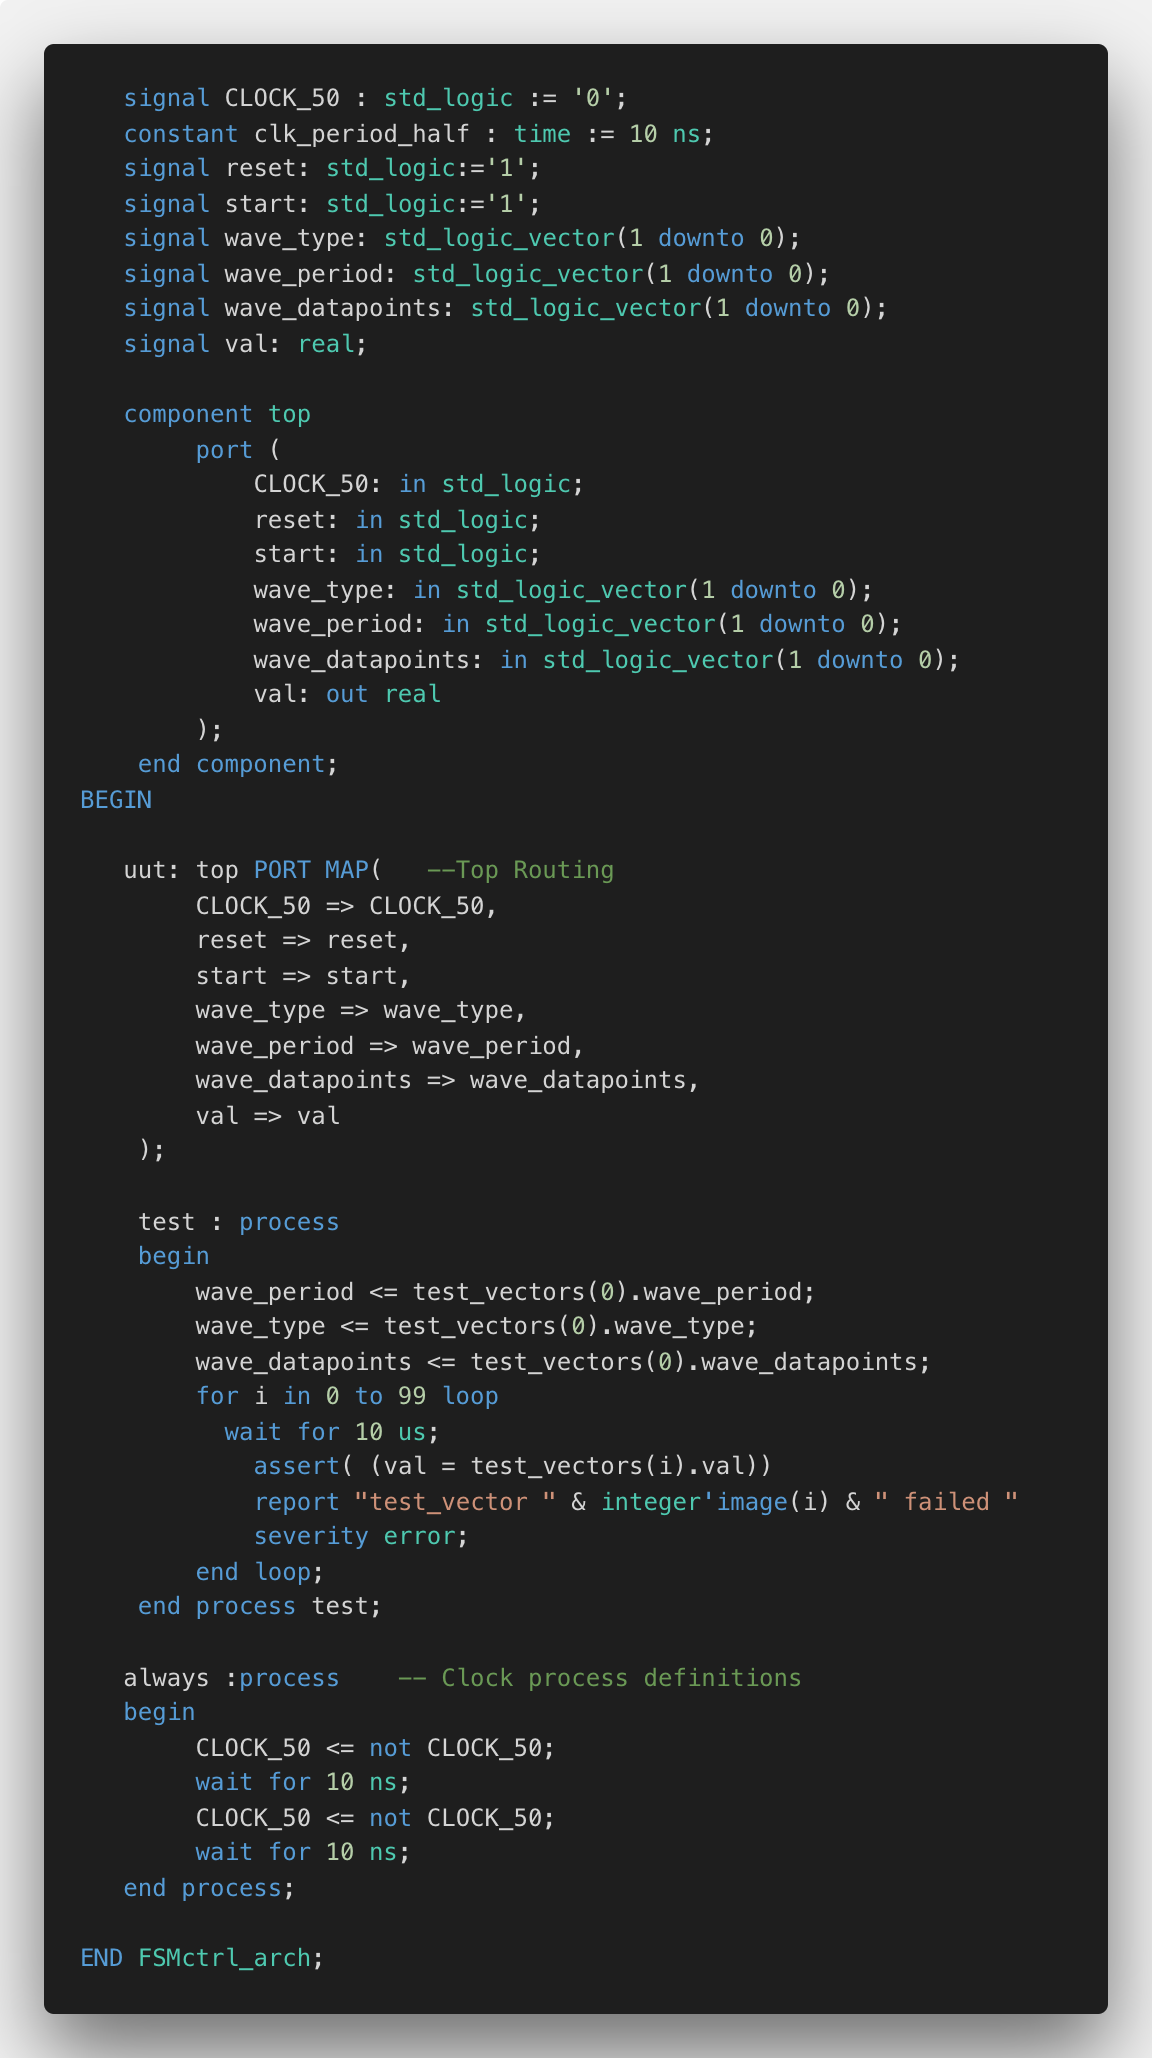 signal CLOCK_50 : std_logic := '0';
constant clk_period_half : time := 10 ns;
signal reset: std_logic:='1';
signal start: std_logic:='1';
signal wave_type: std_logic_vector(1 downto 0);
signal wave_period: std_logic_vector(1 downto 0);
signal wave_datapoints: std_logic_vector(1 downto 0);
signal val: real;
component top
port (
CLOCK_50: in std_logic;
reset: in std_logic;
start: in std_logic;
wave_type: in std_logic_vector(1 downto 0);
wave_period: in std_logic_vector(1 downto 0);
wave_datapoints: in std_logic_vector(1 downto 0);
val: out real
);
end component;
BEGIN
uut: top PORT MAP(   --Top Routing
CLOCK_50 => CLOCK_50,
reset => reset,
start => start,
wave_type => wave_type,
wave_period => wave_period,
wave_datapoints => wave_datapoints,
val => val
);
test : process
begin
wave_period <= test_vectors(0).wave_period;
wave_type <= test_vectors(0).wave_type;
wave_datapoints <= test_vectors(0).wave_datapoints;
for i in 0 to 99 loop
wait for 10 us;
assert( (val = test_vectors(i).val))
report "test_vector " & integer'image(i) & " failed "
severity error;
end loop;
end process test;
always :process    -- Clock process definitions
begin
CLOCK_50 <= not CLOCK_50;
wait for 10 ns;
CLOCK_50 <= not CLOCK_50;
wait for 10 ns;
end process;
END FSMctrl_arch;